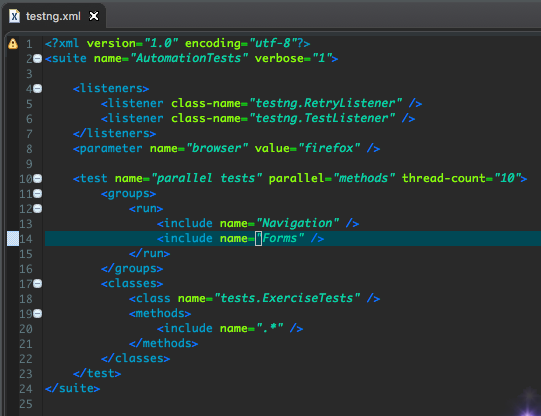 testng.xml
1 <?xml version="1.0" encoding="utf-8"?>
2 <suite name="AutomationTests" verbose="1">
3
4 <listeners>
5 <listener class-name="testng.RetryListener" />
6 <listener class-name="testng.TestListener" />
7 </listeners>
8 <parameter name="browser" value="firefox" />
9
10 <test name="parallel tests" parallel="methods" thread-count="10">
11 <groups>
12 <run>
13 <include name="Navigation" />
14 <include name="Forms" />
15 </run>
16 </groups>
17 <classes>
18 <class name="tests.ExerciseTests" />
19 <methods>
20 <include name=".*" />
21 </methods>
22 </classes>
23 </test>
24 </suite>
25